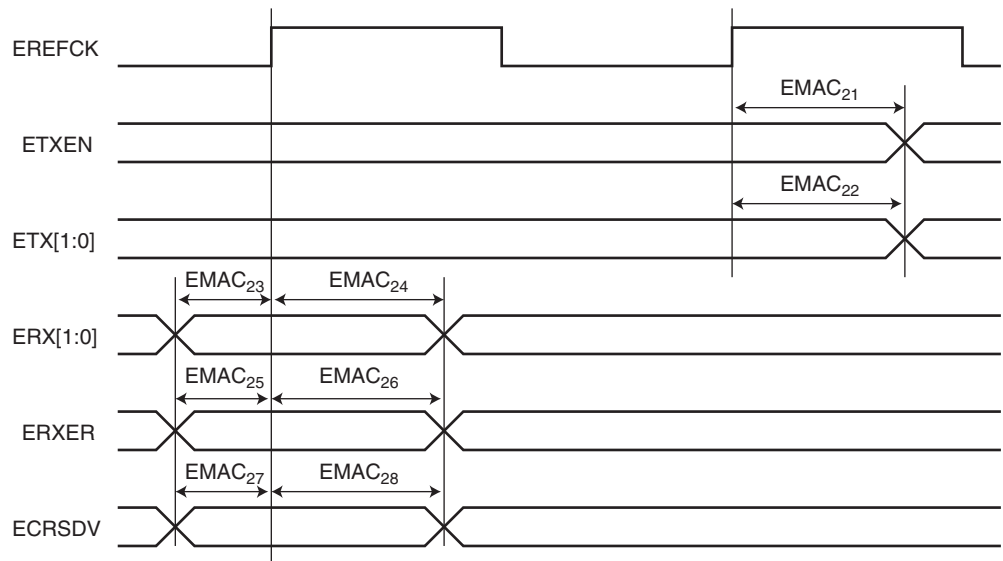 EREFCK
EMAC21
ETXEN
EMAC22
ETX[1:0]
EMAC23 EMAC24
ERX[1:0]
EMAC25 EMAC26
ERXER
EMAC27 EMAC28
ECRSDV